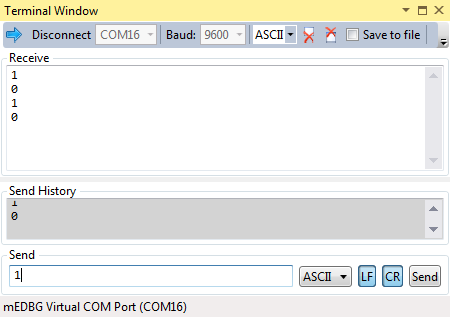 Terminal Window
Disconnect COM16 Baud: 9600 ASCII Save to file
Receive
1
0
1
0
Send History
1
0
Send
1 ASCII LF CR Send
mEDBG Virtual COM Port (COM16)